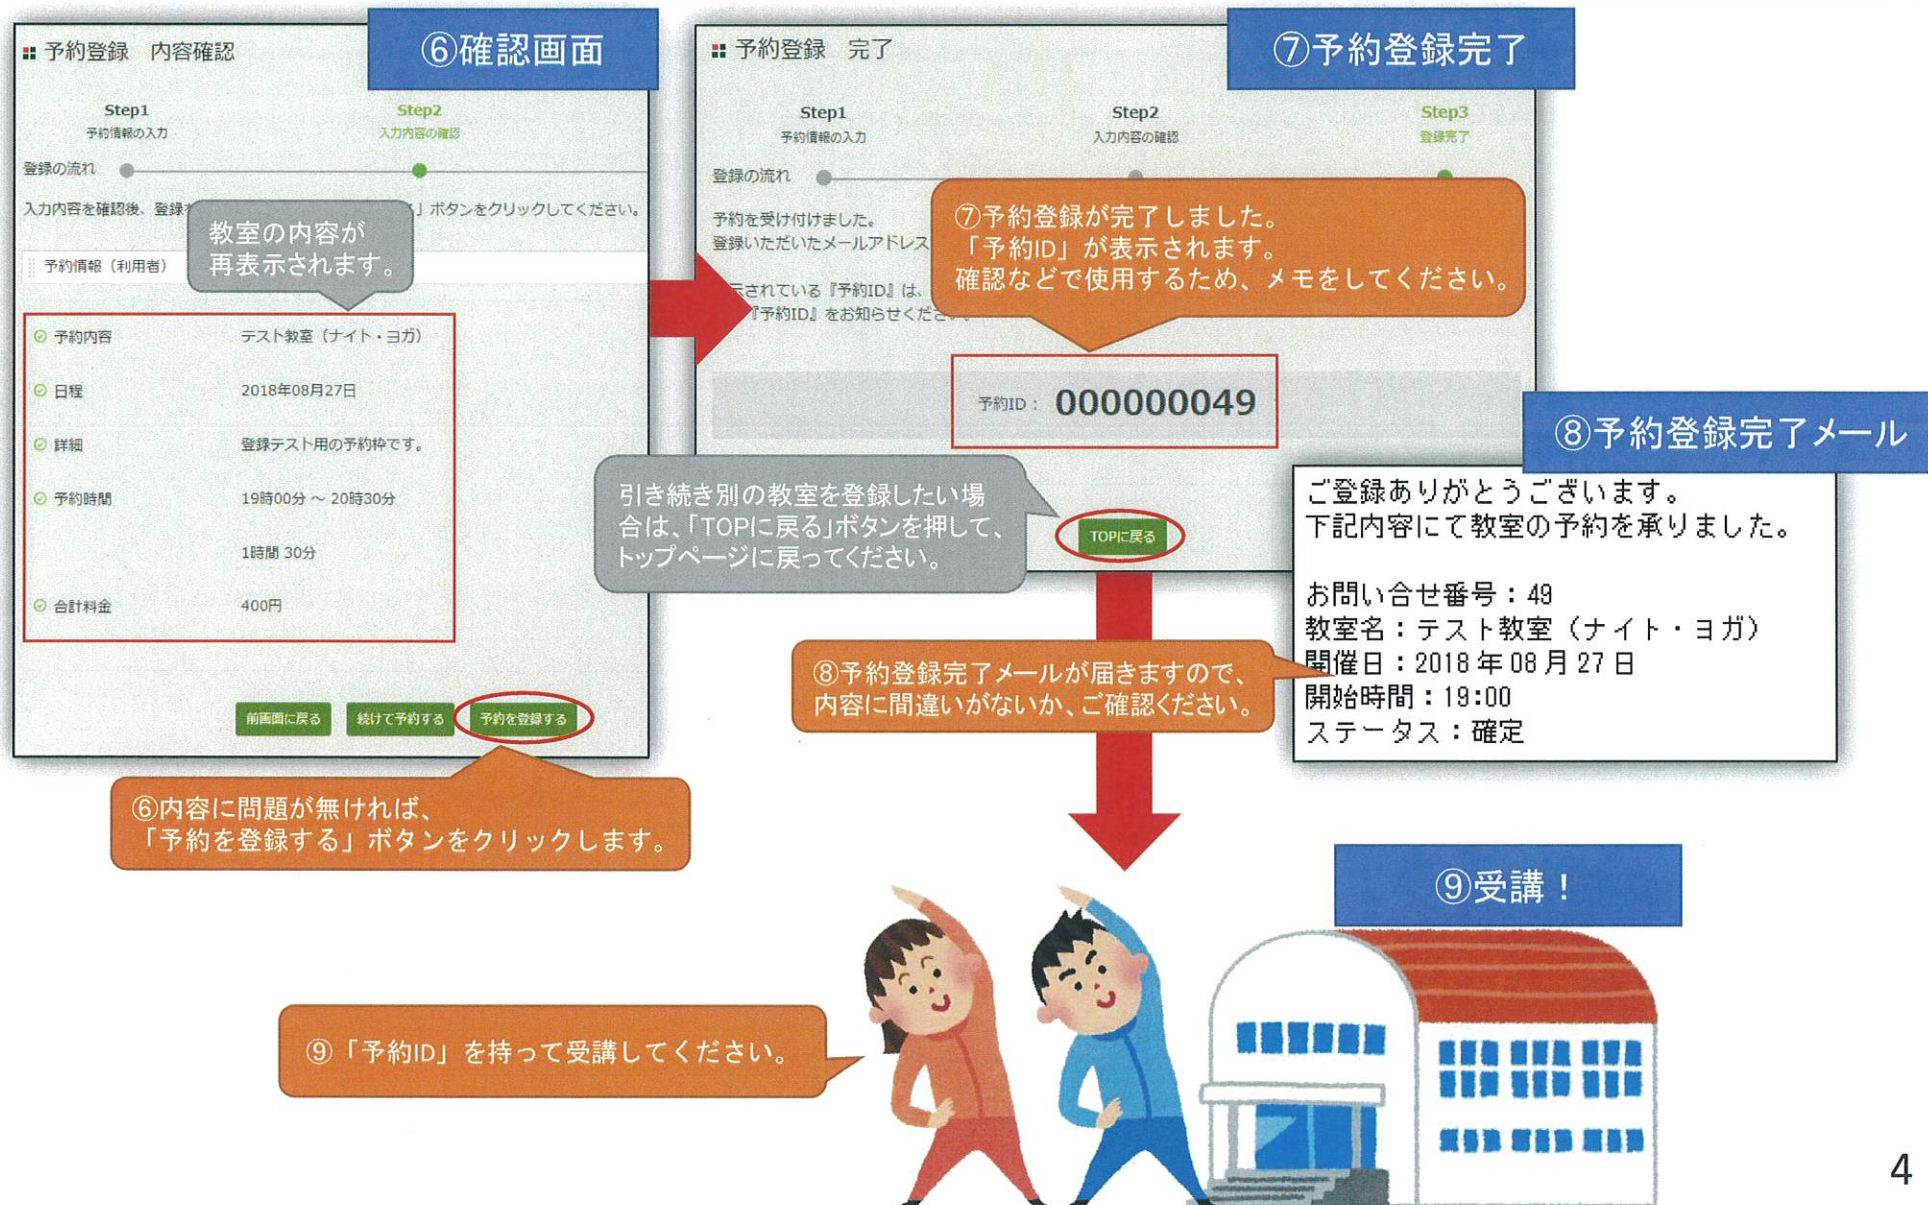 ⑥確認画面
予約登録　内容確認
Step1
予約情報の入力
Step2
入力内容の確認
登録の流れ
入力内容を確認後、登録
」ボタンをクリックしてください。
教室の内容が
再表示されます。
予約情報（利用者）
予約内容　テスト教室（ナイト・ヨガ）
日程　2018年08月27日
詳細　登録テスト用の予約枠です。
予約時間　19時00分 ～ 20時30分
1時間 30分
合計料金　400円
前画面に戻る　続けて予約する　予約を登録する
⑥内容に問題が無ければ、
「予約を登録する」ボタンをクリックします。
⑦予約登録完了
予約登録　完了
Step1
予約情報の入力
Step2
入力内容の確認
Step3
登録完了
登録の流れ
予約を受け付けました。
登録いただいたメールアドレス
されている『予約ID』は、
『予約ID』をお知らせくだ
⑦予約登録が完了しました。
「予約ID」が表示されます。
確認などで使用するため、メモをしてください。
予約ID： 000000049
引き続き別の教室を登録したい場
合は、「TOPに戻る」ボタンを押して、
トップページに戻ってください。
TOPに戻る
⑧予約登録完了メール
ご登録ありがとうございます。
下記内容にて教室の予約を承りました。
お問い合せ番号：49
教室名：テスト教室（ナイト・ヨガ）
開催日：2018年08月27日
開始時間：19:00
ステータス：確定
⑧予約登録完了メールが届きますので、
内容に間違いがないか、ご確認ください。
⑨受講！
⑨「予約ID」を持って受講してください。
4